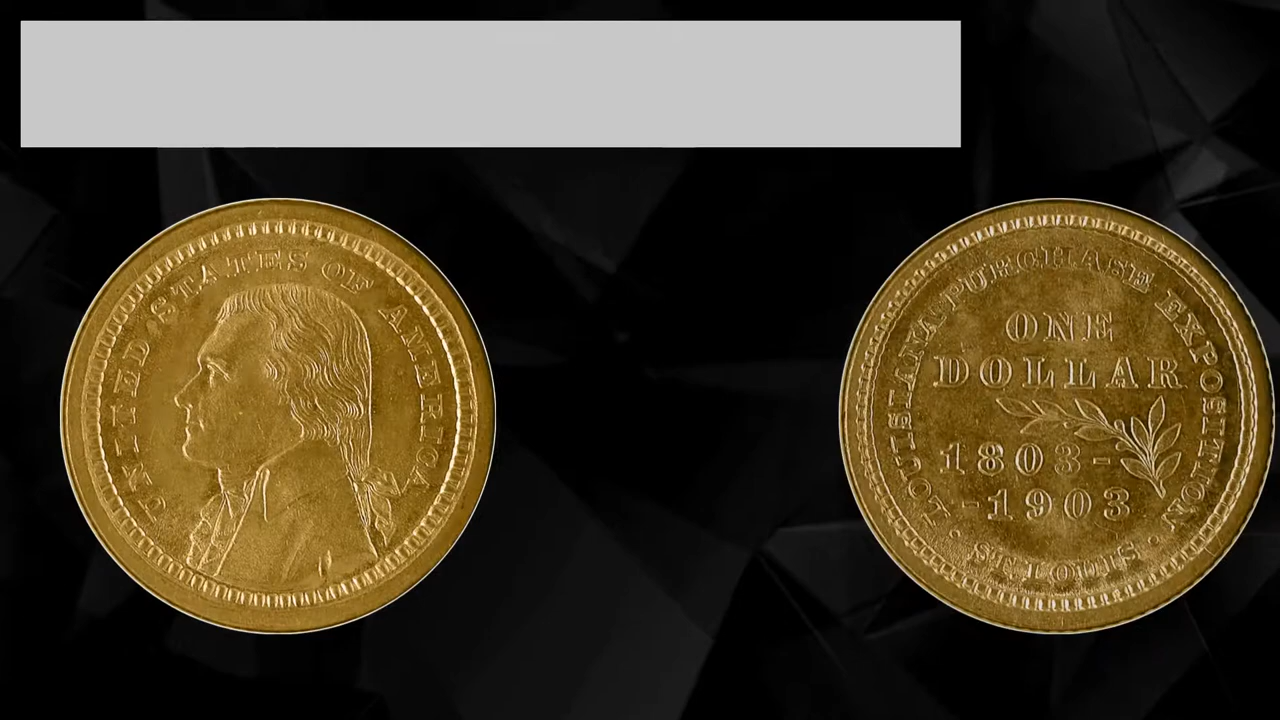 UNITED STATES OF AMERICA
LOUISIANA PURCHASE EXPOSITION
ONE
DOLLAR
1803-
-1903
· ST. LOUIS ·